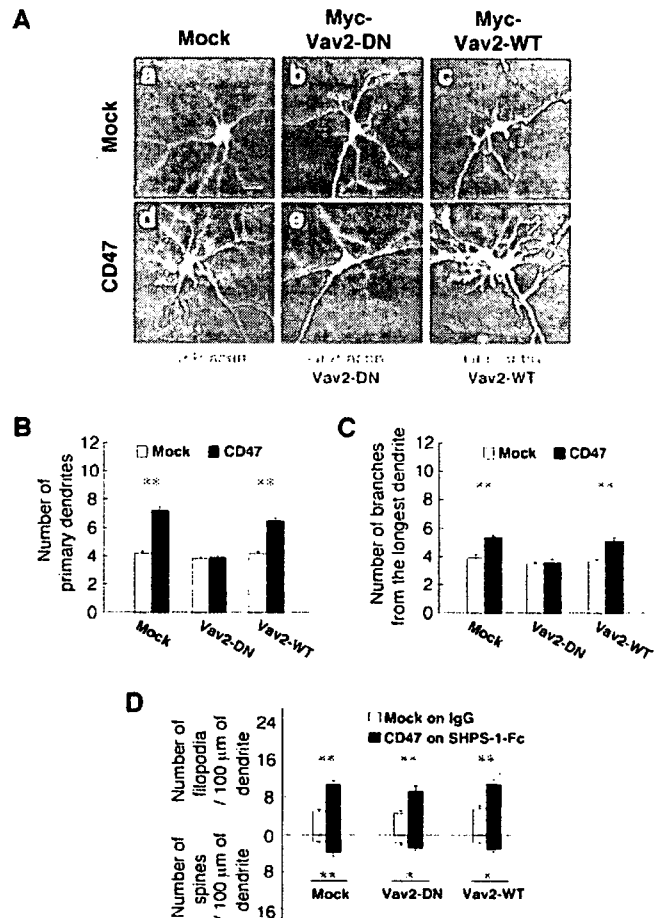 A
Mock
Myc-
Vav2-DN
Myc-
Vav2-WT
Mock
a
b
c
CD47
d
e
Vav2-DN
Vav2-WT
B
Number of
primary dendrites
12
10
8
6
4
2
0
Mock
CD47
**
**
Mock
Vav2-DN
Vav2-WT
C
Number of branches
from the longest dendrite
12
10
8
6
4
2
0
Mock
CD47
**
**
Mock
Vav2-DN
Vav2-WT
D
Number of
filopodia
/ 100 μm of
dendrite
Number of
spines
/ 100 μm of
dendrite
24
16
8
0
8
16
Mock on IgG
CD47 on SHPS-1-Fc
**
**
**
**
*
*
Mock
Vav2-DN
Vav2-WT